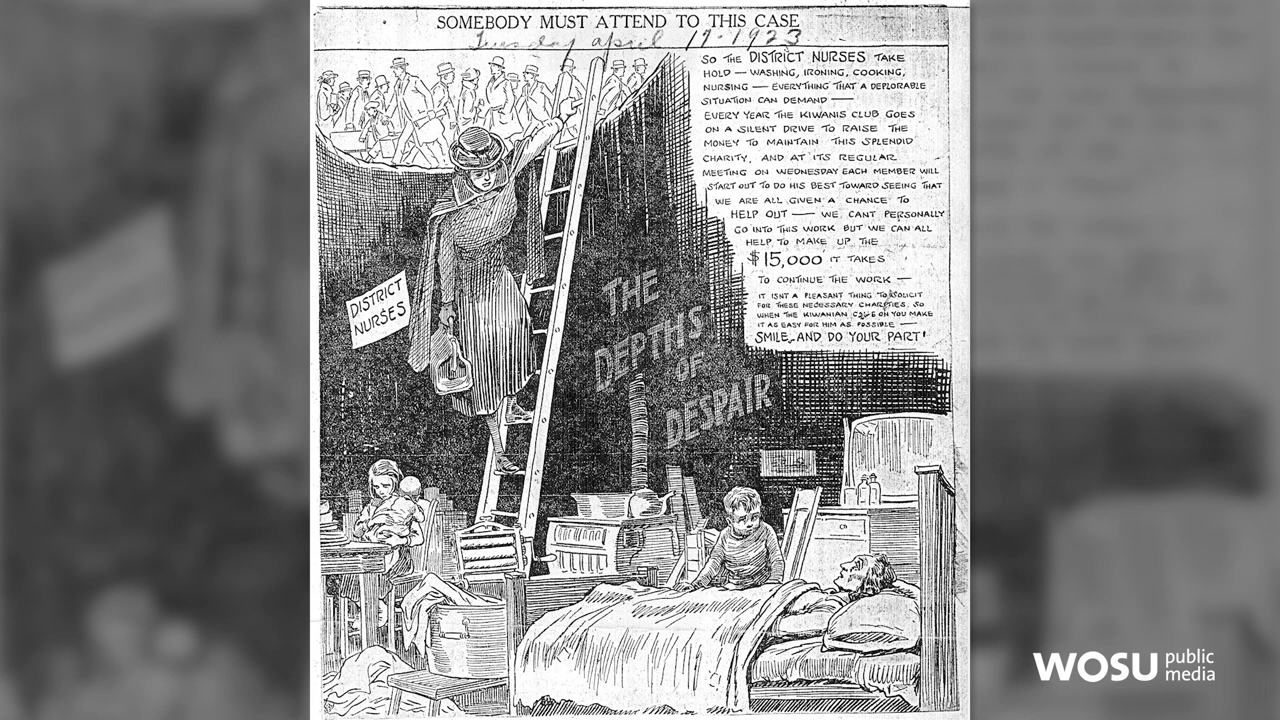 SOMEBODY MUST ATTEND TO THIS CASE
Tuesday april 17-1923
SO THE DISTRICT NURSES TAKE
HOLD — WASHING, IRONING, COOKING,
NURSING — EVERYTHING THAT A DEPLORABLE
SITUATION CAN DEMAND —
EVERY YEAR THE KIWANIS CLUB GOES
ON A SILENT DRIVE TO RAISE THE
MONEY TO MAINTAIN THIS SPLENDID
CHARITY, AND AT ITS REGULAR
MEETING ON WEDNESDAY EACH MEMBER WILL
START OUT TO DO HIS BEST TOWARD SEEING THAT
WE ARE ALL GIVEN A CHANCE TO
HELP OUT — WE CANT PERSONALLY
GO INTO THIS WORK BUT WE CAN ALL
HELP TO MAKE UP THE
$15,000 IT TAKES
TO CONTINUE THE WORK —
IT ISNT A PLEASANT THING TO SOLICIT
FOR THESE NECESSARY CHARITIES, SO
WHEN THE KIWANIAN CALLS ON YOU MAKE
IT AS EASY FOR HIM AS POSSIBLE —
SMILE, AND DO YOUR PART!
DISTRICT
NURSES
THE
DEPTHS
OF
DESPAIR
WOSU public
media